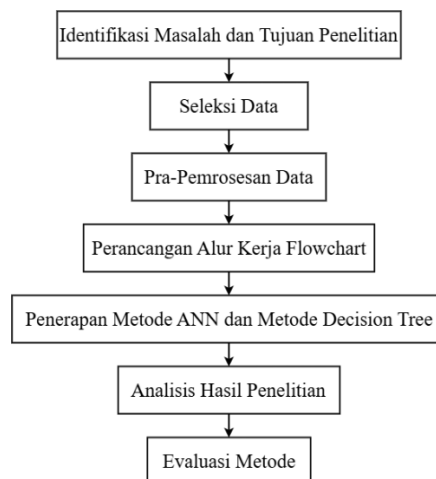 Identifikasi Masalah dan Tujuan Penelitian
Seleksi Data
Pra-Pemrosesan Data
Perancangan Alur Kerja Flowchart
Penerapan Metode ANN dan Metode Decision Tree
Analisis Hasil Penelitian
Evaluasi Metode